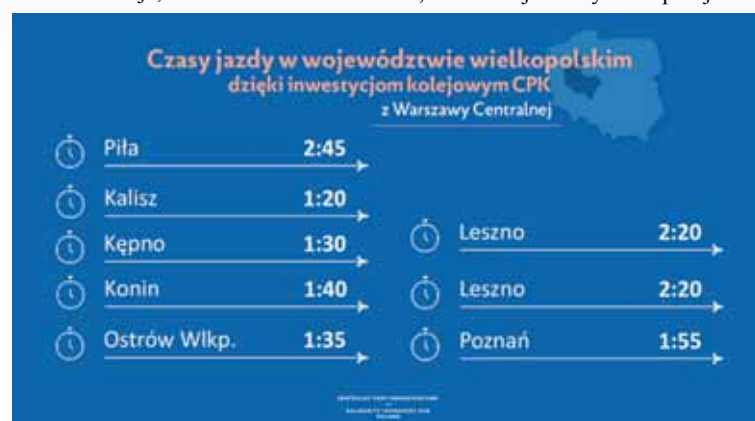 Czasy jazdy w województwie wielkopolskim
dzięki inwestycjom kolejowym CPK
z Warszawy Centralnej
Piła 2:45
Kalisz 1:20
Kępno 1:30
Konin 1:40
Ostrów Wlkp. 1:35
Leszno 2:20
Leszno 2:20
Poznań 1:55